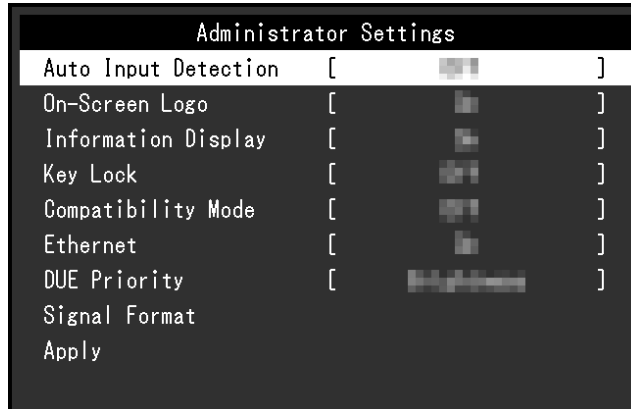 Administrator Settings
Auto Input Detection [ ]
On-Screen Logo [ ]
Information Display [ ]
Key Lock [ ]
Compatibility Mode [ ]
Ethernet [ ]
DUE Priority [ ]
Signal Format
Apply